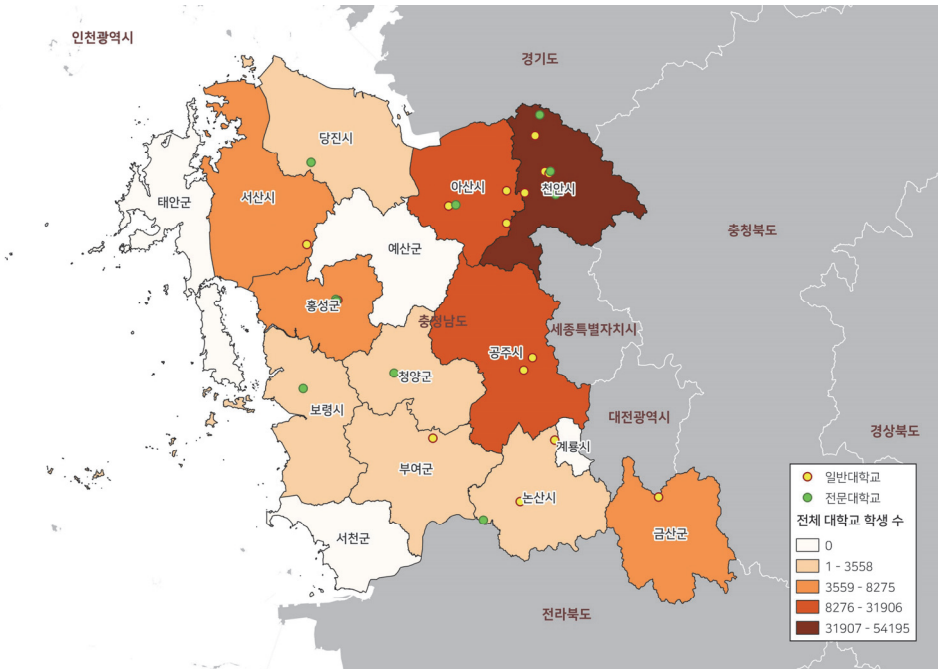 인천광역시
경기도
당진시
아산시
천안시
서산시
태안군
예산군
충청북도
홍성군
충청남도
세종특별자치시
공주시
청양군
보령시
대전광역시
경상북도
계룡시
부여군
논산시
서천군
금산군
전라북도
일반대학교
전문대학교
전체 대학교 학생 수
0
1 - 3558
3559 - 8275
8276 - 31906
31907 - 54195